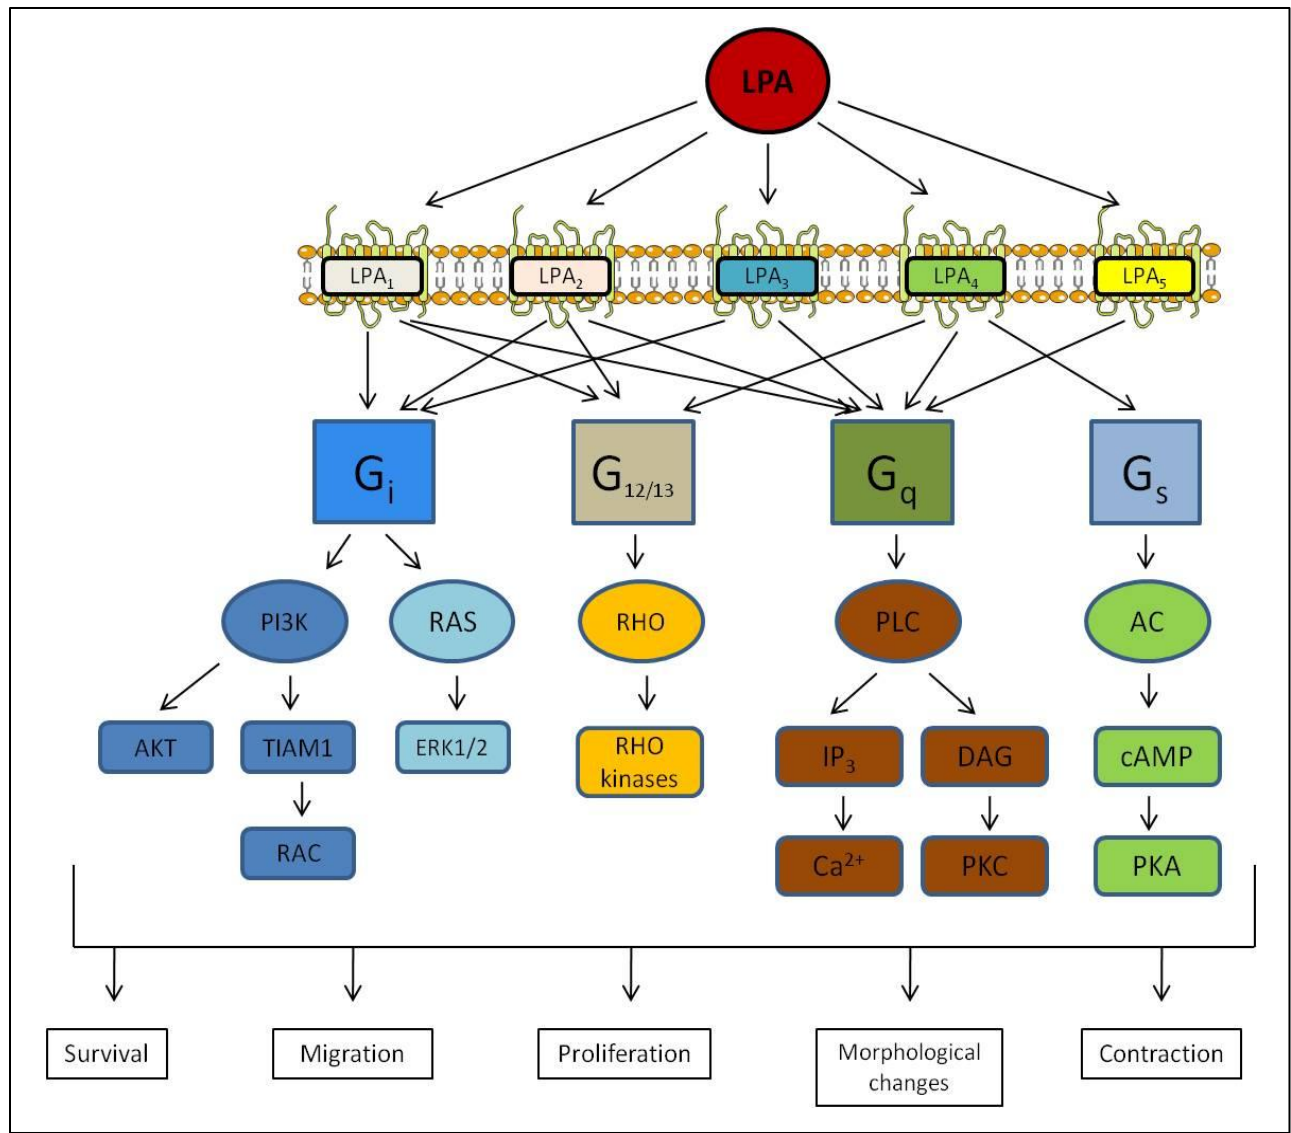 LPA
LPA₁
LPA₂
LPA₃
LPA₄
LPA₅
Gᵢ
G₁₂/₁₃
G_q
Gₛ
PI3K
RAS
RHO
PLC
AC
AKT
TIAM1
ERK1/2
RHO
kinases
IP₃
DAG
cAMP
RAC
Ca²⁺
PKC
PKA
Survival
Migration
Proliferation
Morphological
changes
Contraction